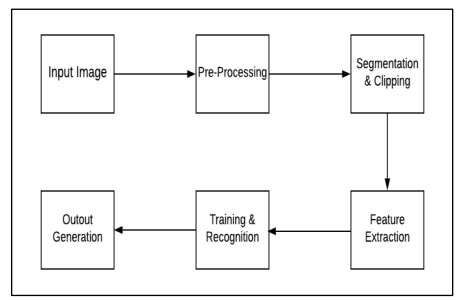 Input Image
Pre-Processing
Segmentation
& Clipping
Feature
Extraction
Training &
Recognition
Outout
Generation